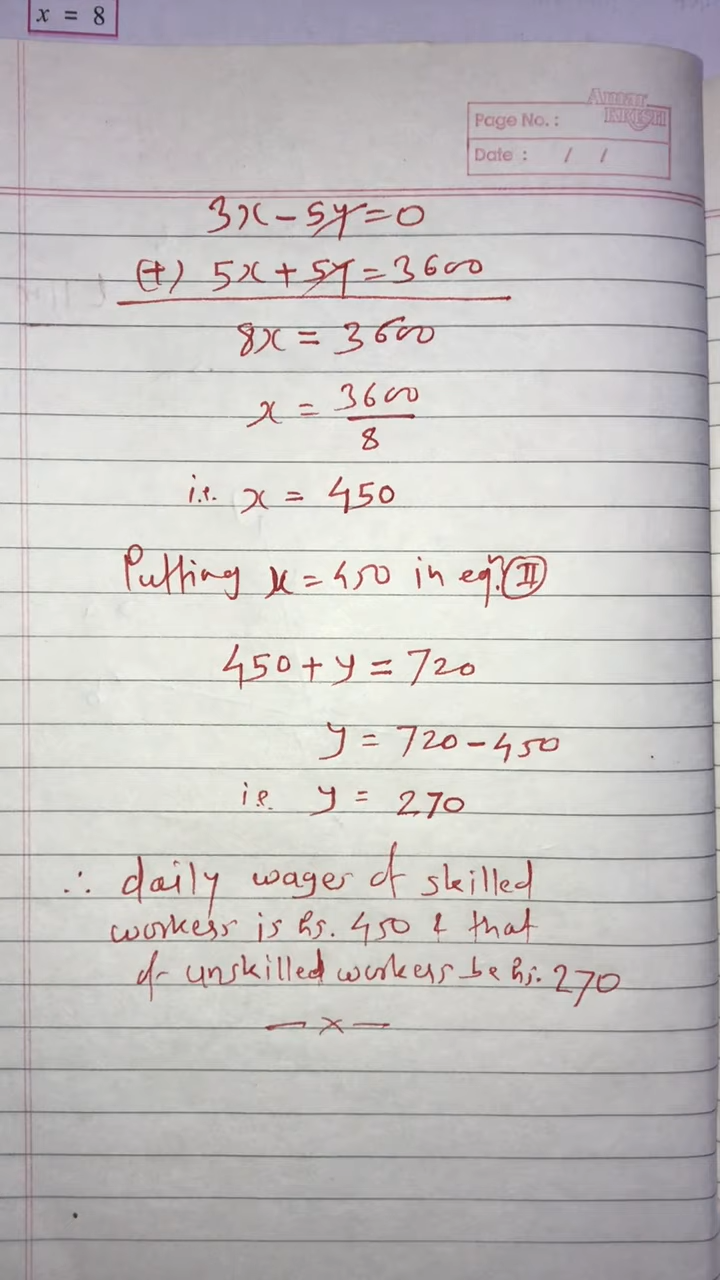 x = 8
Amar
Page No. :
Date : / /
3x - 5y = 0
(+) 5x + 5y = 3600
8x = 3600
x = 3600
8
i.e. x = 450
Putting x = 450 in eqn. II
450 + y = 720
y = 720 - 450
i.e. y = 270
∴ daily wages of skilled
workers is Rs. 450 & that
of unskilled workers be Rs. 270
— x —